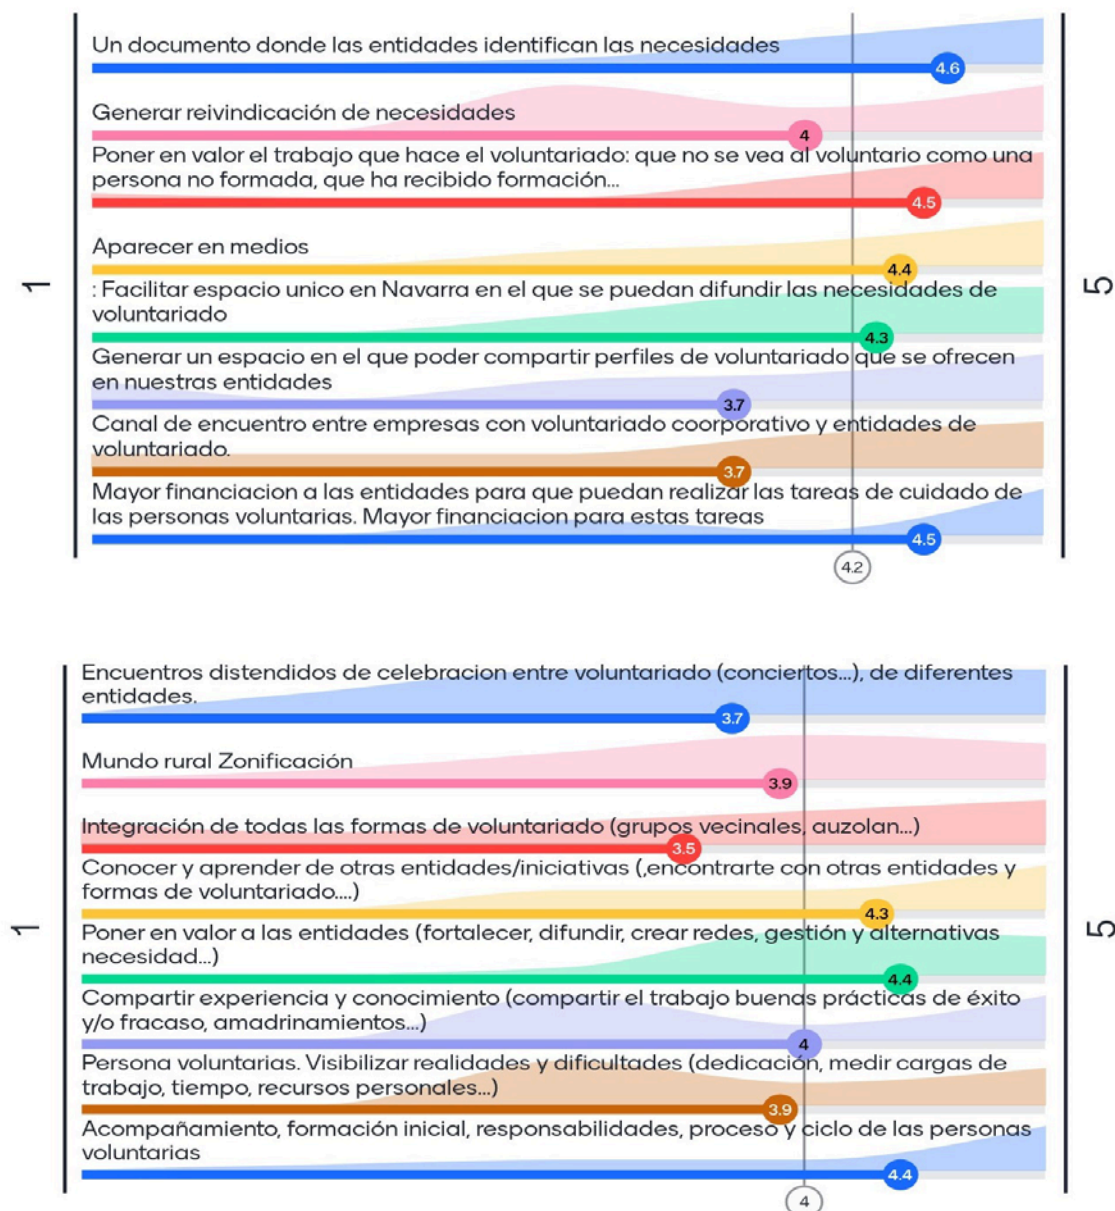 Un documento donde las entidades identifican las necesidades
4.6
Generar reivindicación de necesidades
4
Poner en valor el trabajo que hace el voluntariado: que no se vea al voluntario como una
persona no formada, que ha recibido formación...
4.5
Aparecer en medios
4.4
1
5
: Facilitar espacio unico en Navarra en el que se puedan difundir las necesidades de
voluntariado
4.3
Generar un espacio en el que poder compartir perfiles de voluntariado que se ofrecen
en nuestras entidades
3.7
Canal de encuentro entre empresas con voluntariado coorporativo y entidades de
voluntariado.
3.7
Mayor financiacion a las entidades para que puedan realizar las tareas de cuidado de
las personas voluntarias. Mayor financiacion para estas tareas
4.5
4.2
Encuentros distendidos de celebracion entre voluntariado (conciertos...), de diferentes
entidades.
3.7
Mundo rural Zonificación
3.9
Integración de todas las formas de voluntariado (grupos vecinales, auzolan...)
3.5
Conocer y aprender de otras entidades/iniciativas (,encontrarte con otras entidades y
formas de voluntariado....)
4.3
1
5
Poner en valor a las entidades (fortalecer, difundir, crear redes, gestión y alternativas
necesidad...)
4.4
Compartir experiencia y conocimiento (compartir el trabajo buenas prácticas de éxito
y/o fracaso, amadrinamientos...)
4
Persona voluntarias. Visibilizar realidades y dificultades (dedicación, medir cargas de
trabajo, tiempo, recursos personales...)
3.9
Acompañamiento, formación inicial, responsabilidades, proceso y ciclo de las personas
voluntarias
4.4
4